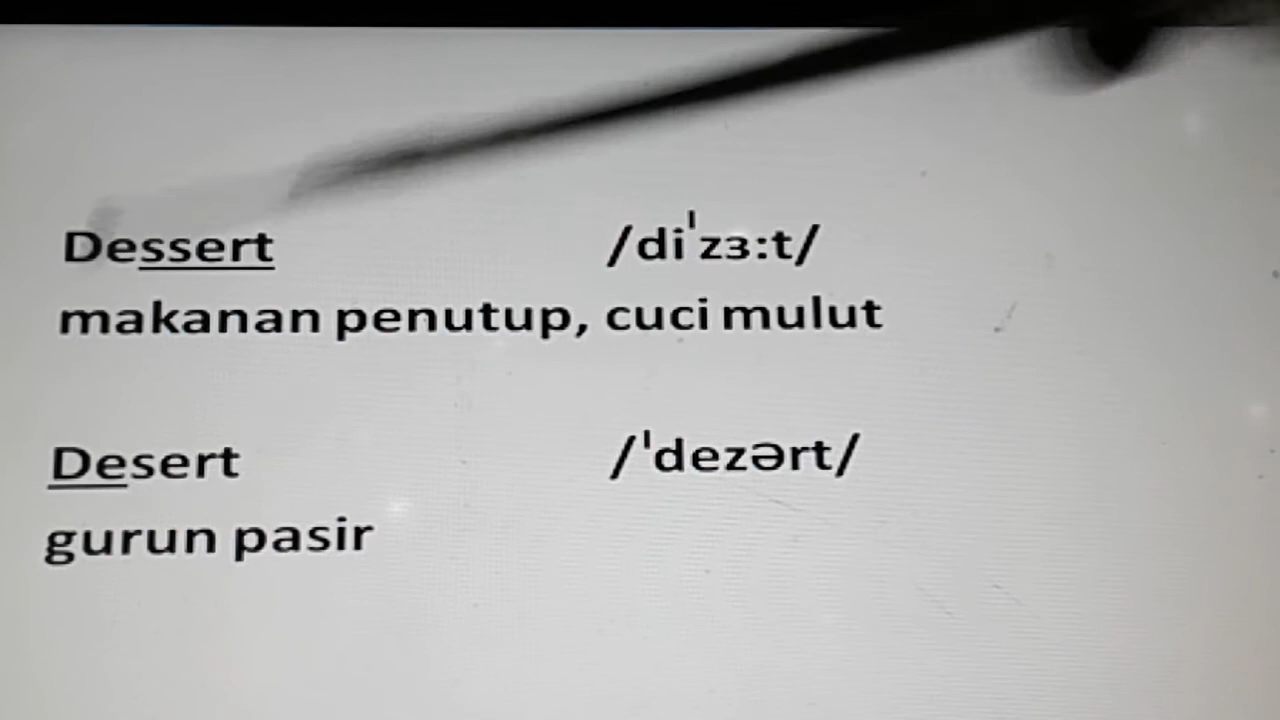 Dessert /diˈzɜ:t/
makanan penutup, cuci mulut
Desert /ˈdezərt/
gurun pasir